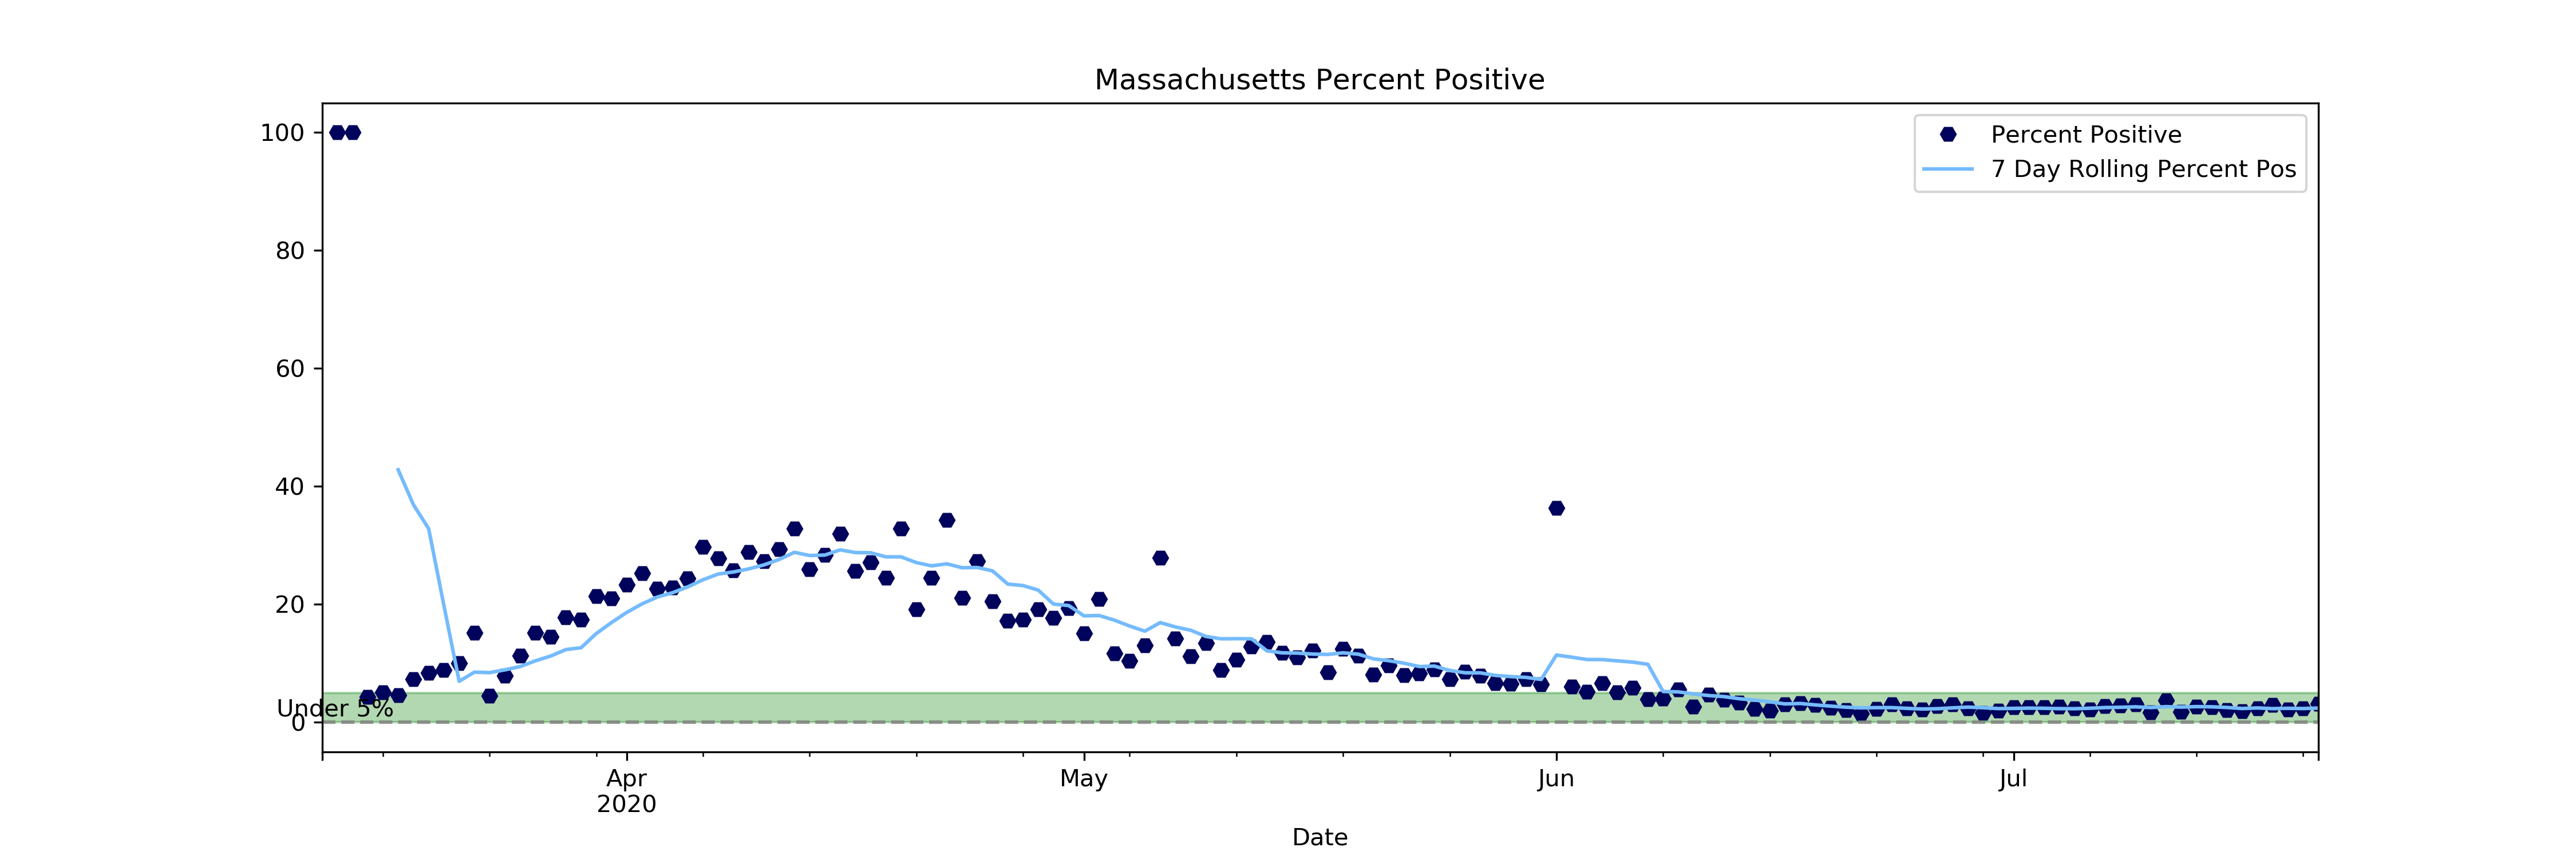 Massachusetts Percent Positive
100
80
60
40
20
0
Under 5%
Percent Positive
7 Day Rolling Percent Pos
Apr
2020
May
Jun
Jul
Date